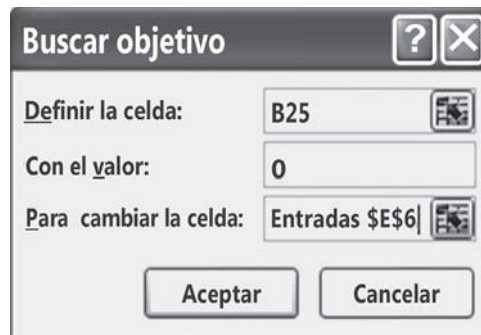 Buscar objetivo ? X
Definir la celda: B25
Con el valor: 0
Para cambiar la celda: Entradas $E$6
Aceptar Cancelar